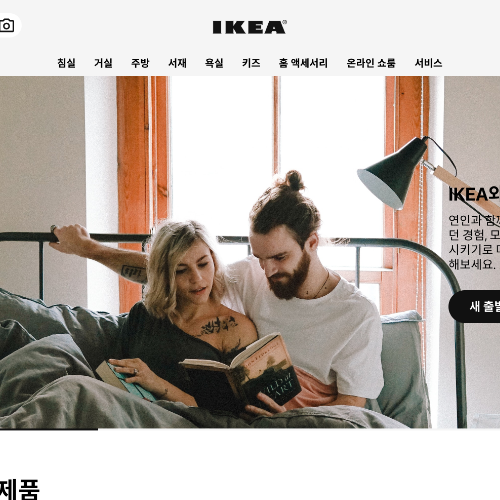 IKEA
침실 거실 주방 서재 욕실 키즈 홈 액세서리 온라인 쇼룸 서비스
IKEA와
연인과 함
던 경험, 모
시키기로
해보세요.
새 출발
제품